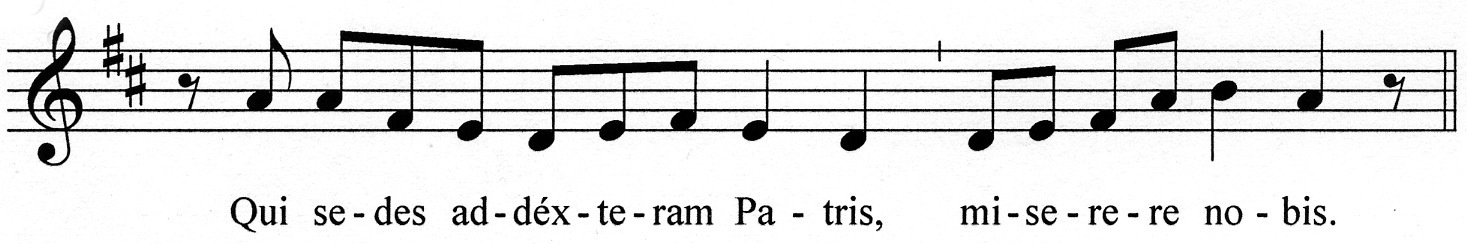 Qui se - des ad - déx - te - ram Pa - tris, mi - se - re - re no - bis.